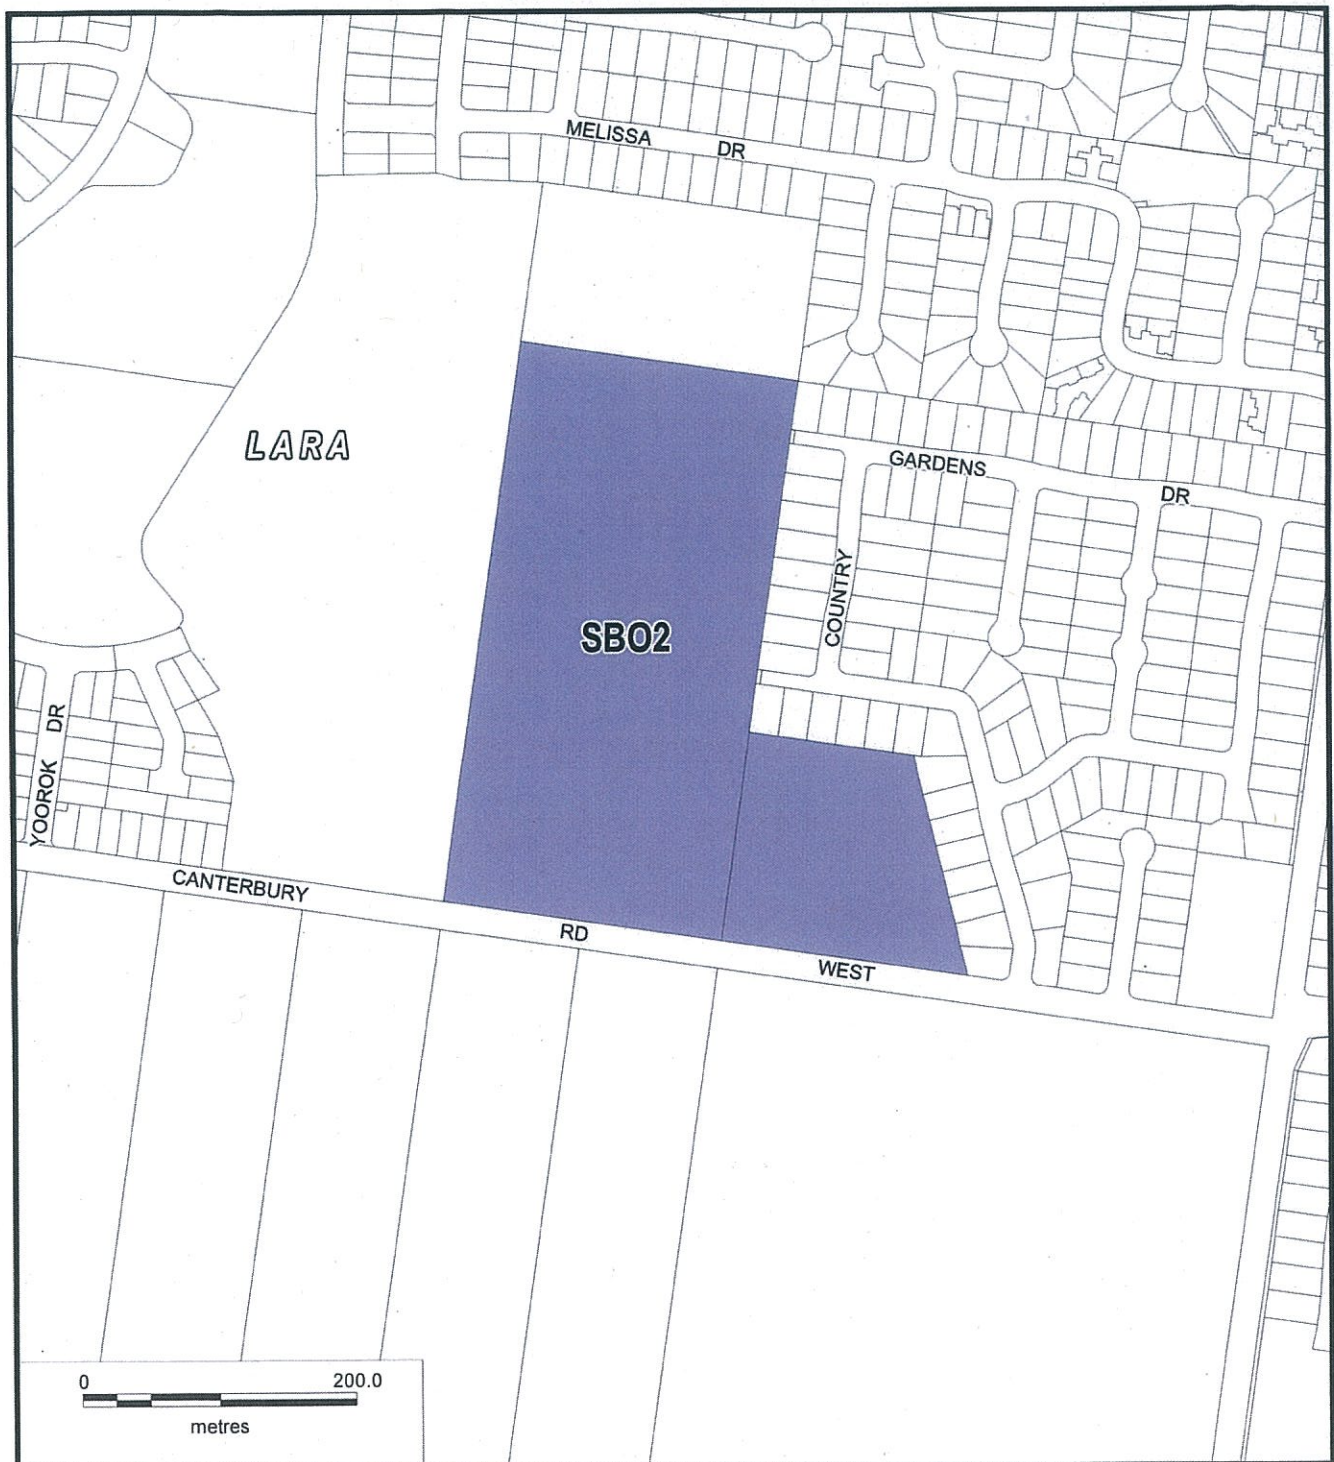 MELISSA DR
LARA
GARDENS DR
COUNTRY
SBO2
YOOROK DR
CANTERBURY RD WEST
0 200.0
metres